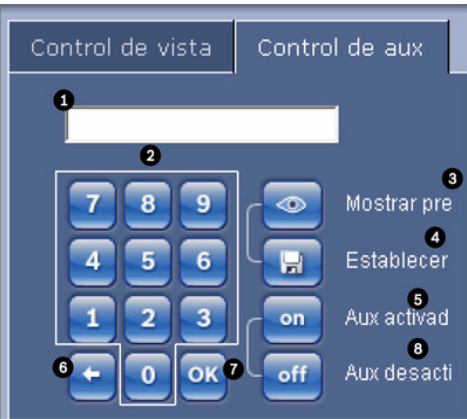 Control de vista Control de aux
1
2
3
7 8 9 Mostrar pre
4
4 5 6 Establecer
5
1 2 3 on Aux activad
8
6 0 OK 7 off Aux desacti